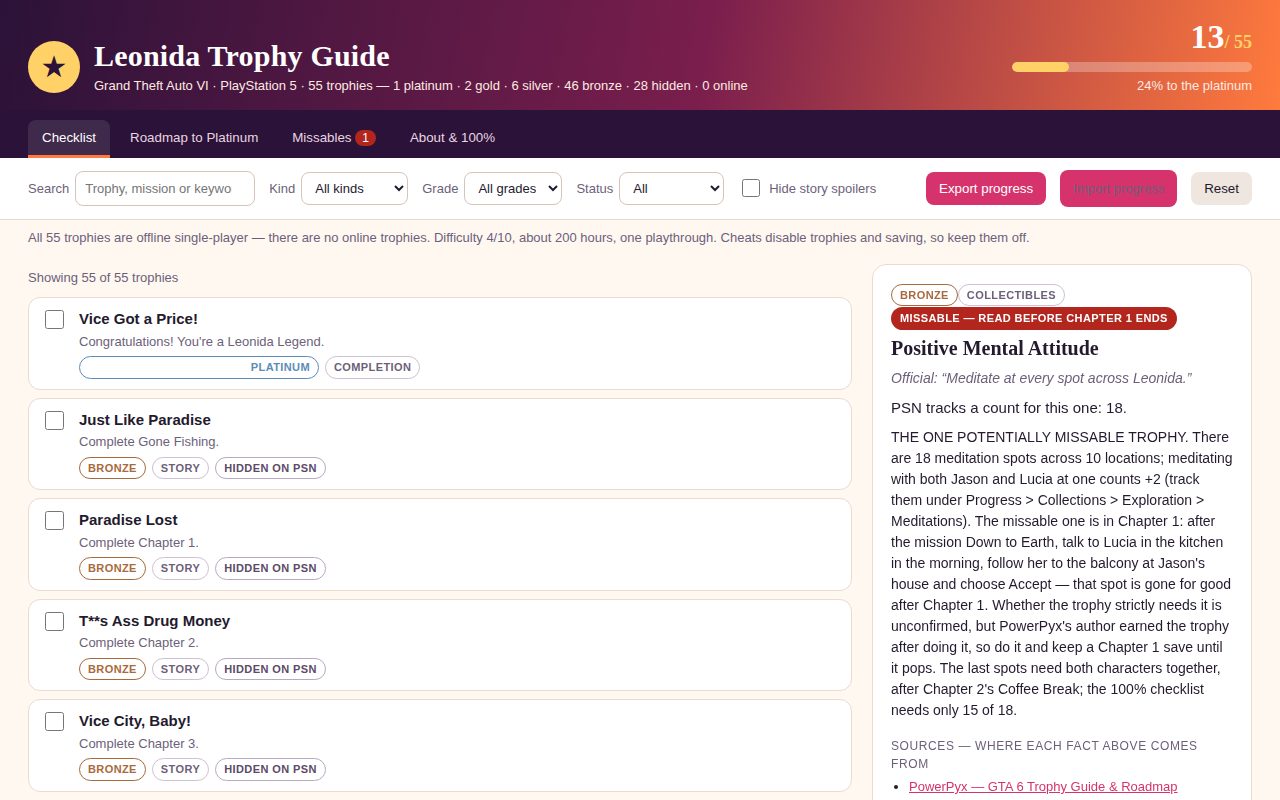 ★
Leonida Trophy Guide
Grand Theft Auto VI · PlayStation 5 · 55 trophies — 1 platinum · 2 gold · 6 silver · 46 bronze · 28 hidden · 0 online
13/ 55
24% to the platinum
Checklist
Roadmap to Platinum
Missables 1
About & 100%
Search Trophy, mission or keywo Kind All kinds Grade All grades Status All Hide story spoilers Export progress Import progress Reset
All 55 trophies are offline single-player — there are no online trophies. Difficulty 4/10, about 200 hours, one playthrough. Cheats disable trophies and saving, so keep them off.
Showing 55 of 55 trophies
Vice Got a Price!
Congratulations! You're a Leonida Legend.
PLATINUM COMPLETION
Just Like Paradise
Complete Gone Fishing.
BRONZE STORY HIDDEN ON PSN
Paradise Lost
Complete Chapter 1.
BRONZE STORY HIDDEN ON PSN
T**s Ass Drug Money
Complete Chapter 2.
BRONZE STORY HIDDEN ON PSN
Vice City, Baby!
Complete Chapter 3.
BRONZE STORY HIDDEN ON PSN
BRONZE COLLECTIBLES
MISSABLE — READ BEFORE CHAPTER 1 ENDS
Positive Mental Attitude
Official: “Meditate at every spot across Leonida.”
PSN tracks a count for this one: 18.
THE ONE POTENTIALLY MISSABLE TROPHY. There
are 18 meditation spots across 10 locations; meditating
with both Jason and Lucia at one counts +2 (track
them under Progress > Collections > Exploration >
Meditations). The missable one is in Chapter 1: after
the mission Down to Earth, talk to Lucia in the kitchen
in the morning, follow her to the balcony at Jason's
house and choose Accept — that spot is gone for good
after Chapter 1. Whether the trophy strictly needs it is
unconfirmed, but PowerPyx's author earned the trophy
after doing it, so do it and keep a Chapter 1 save until
it pops. The last spots need both characters together,
after Chapter 2's Coffee Break; the 100% checklist
needs only 15 of 18.
SOURCES — WHERE EACH FACT ABOVE COMES
FROM
• PowerPyx — GTA 6 Trophy Guide & Roadmap